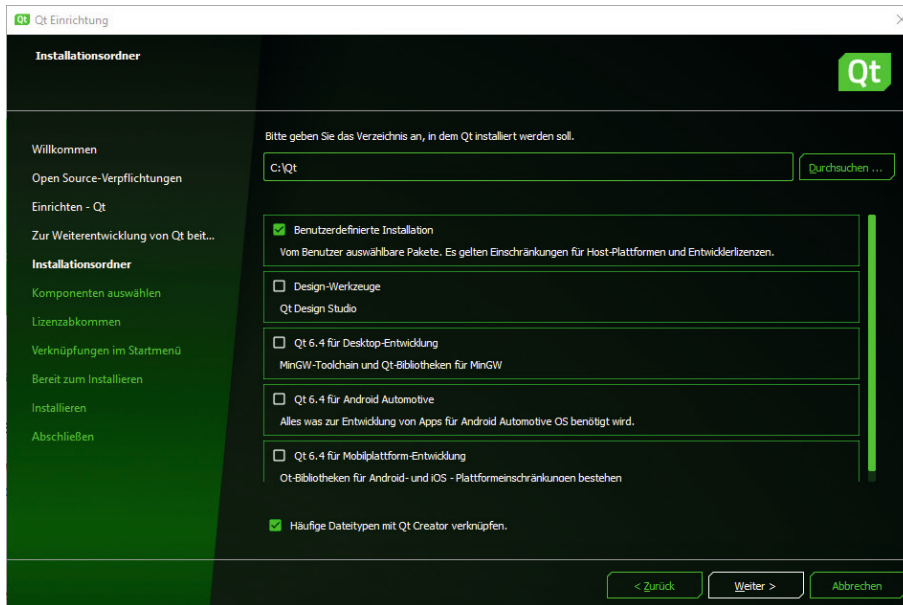 Qt Qt Einrichtung
Installationsordner
Qt
Willkommen
Open Source-Verpflichtungen
Einrichten - Qt
Zur Weiterentwicklung von Qt beit...
Installationsordner
Komponenten auswählen
Lizenzabkommen
Verknüpfungen im Startmenü
Bereit zum Installieren
Installieren
Abschließen
Bitte geben Sie das Verzeichnis an, in dem Qt installiert werden soll.
C:\Qt
Durchsuchen ...
Benutzerdefinierte Installation
Vom Benutzer auswählbare Pakete. Es gelten Einschränkungen für Host-Plattformen und Entwicklerlizenzen.
Design-Werkzeuge
Qt Design Studio
Qt 6.4 für Desktop-Entwicklung
MinGW-Toolchain und Qt-Bibliotheken für MinGW
Qt 6.4 für Android Automotive
Alles was zur Entwicklung von Apps für Android Automotive OS benötigt wird.
Qt 6.4 für Mobilplattform-Entwicklung
Qt-Bibliotheken für Android- und iOS - Plattformeinschränkungen bestehen
Häufige Dateitypen mit Qt Creator verknüpfen.
< Zurück
Weiter >
Abbrechen